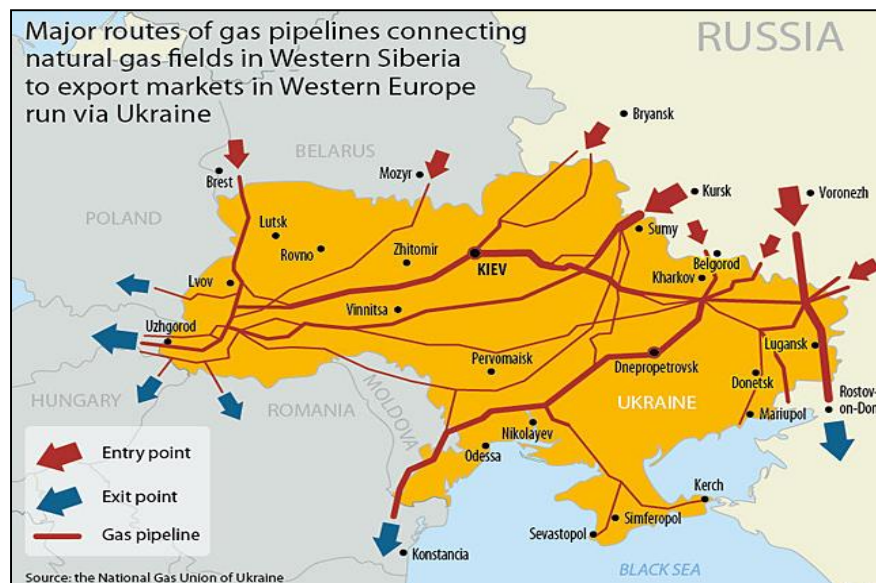 Major routes of gas pipelines connecting
natural gas fields in Western Siberia
to export markets in Western Europe
run via Ukraine
RUSSIA
Bryansk
BELARUS
Mozyr
Brest
Kursk
Voronezh
POLAND
Lutsk
Rovno
Zhitomir
KIEV
Sumy
Belgorod
Kharkov
Lvov
Vinnitsa
Uzhgorod
Pervomaisk
Dnepropetrovsk
Lugansk
Donetsk
HUNGARY
ROMANIA
MOLDOVA
UKRAINE
Mariupol
Rostov-
on-Don
Nikolayev
Odessa
Entry point
Exit point
Gas pipeline
Kerch
Simferopol
Sevastopol
Konstancia
BLACK SEA
Source: the National Gas Union of Ukraine